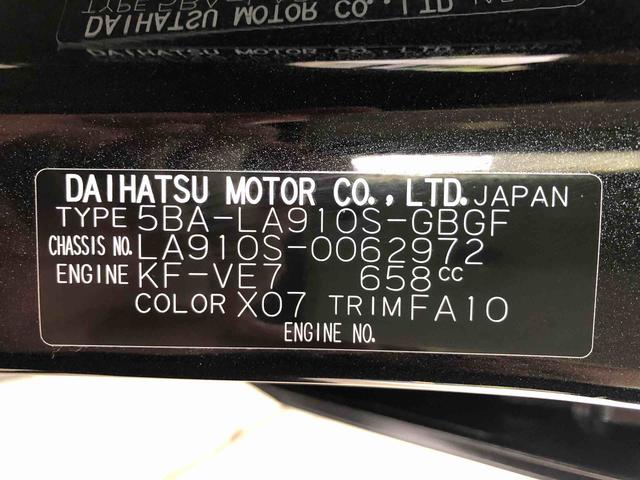 DAIHATSU MOTOR CO., LTD. JAPAN
TYPE 5BA-LA910S-GBGF
CHASSIS NO. LA910S-0062972
ENGINE KF-VE7 658cc
COLOR X07 TRIM FA10
ENGINE NO.